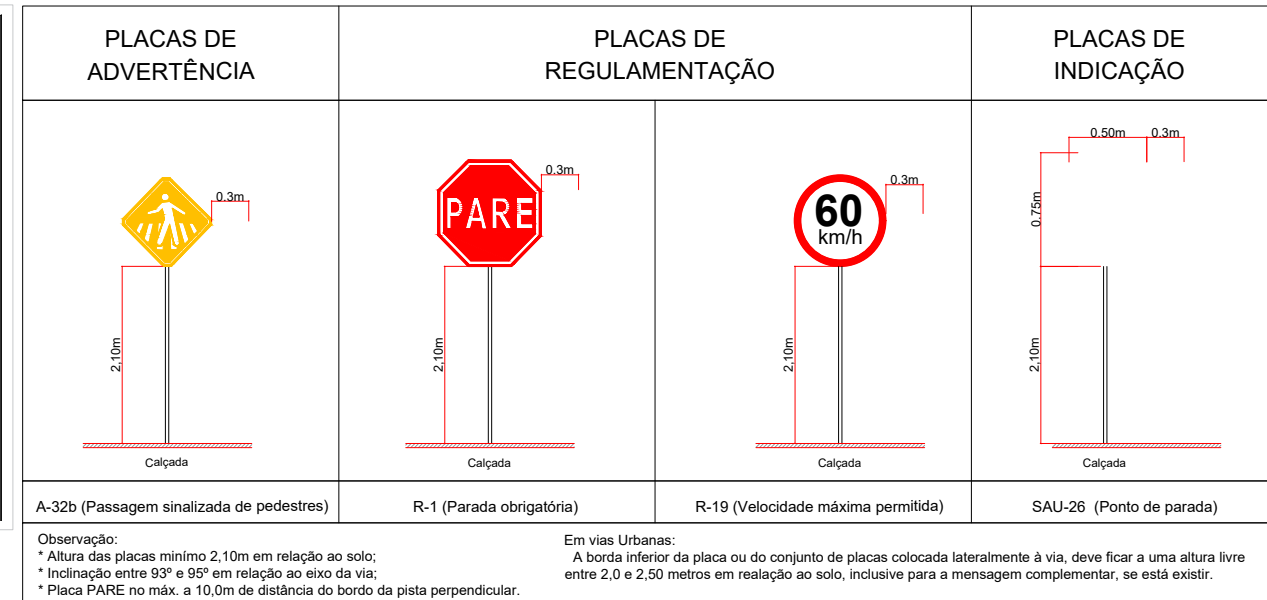 PLACAS DE
ADVERTÊNCIA
PLACAS DE
REGULAMENTAÇÃO
PLACAS DE
INDICAÇÃO
0.3m
2,10m
Calçada
PARE
0.3m
2,10m
Calçada
60
km/h
0.3m
2,10m
Calçada
0.50m 0.3m
0.75m
2,10m
Calçada
A-32b (Passagem sinalizada de pedestres)
R-1 (Parada obrigatória)
R-19 (Velocidade máxima permitida)
SAU-26 (Ponto de parada)
Observação:
* Altura das placas minímo 2,10m em relação ao solo;
* Inclinação entre 93º e 95º em relação ao eixo da via;
* Placa PARE no máx. a 10,0m de distância do bordo da pista perpendicular.
Em vias Urbanas:
A borda inferior da placa ou do conjunto de placas colocada lateralmente à via, deve ficar a uma altura livre
entre 2,0 e 2,50 metros em realação ao solo, inclusive para a mensagem complementar, se está existir.